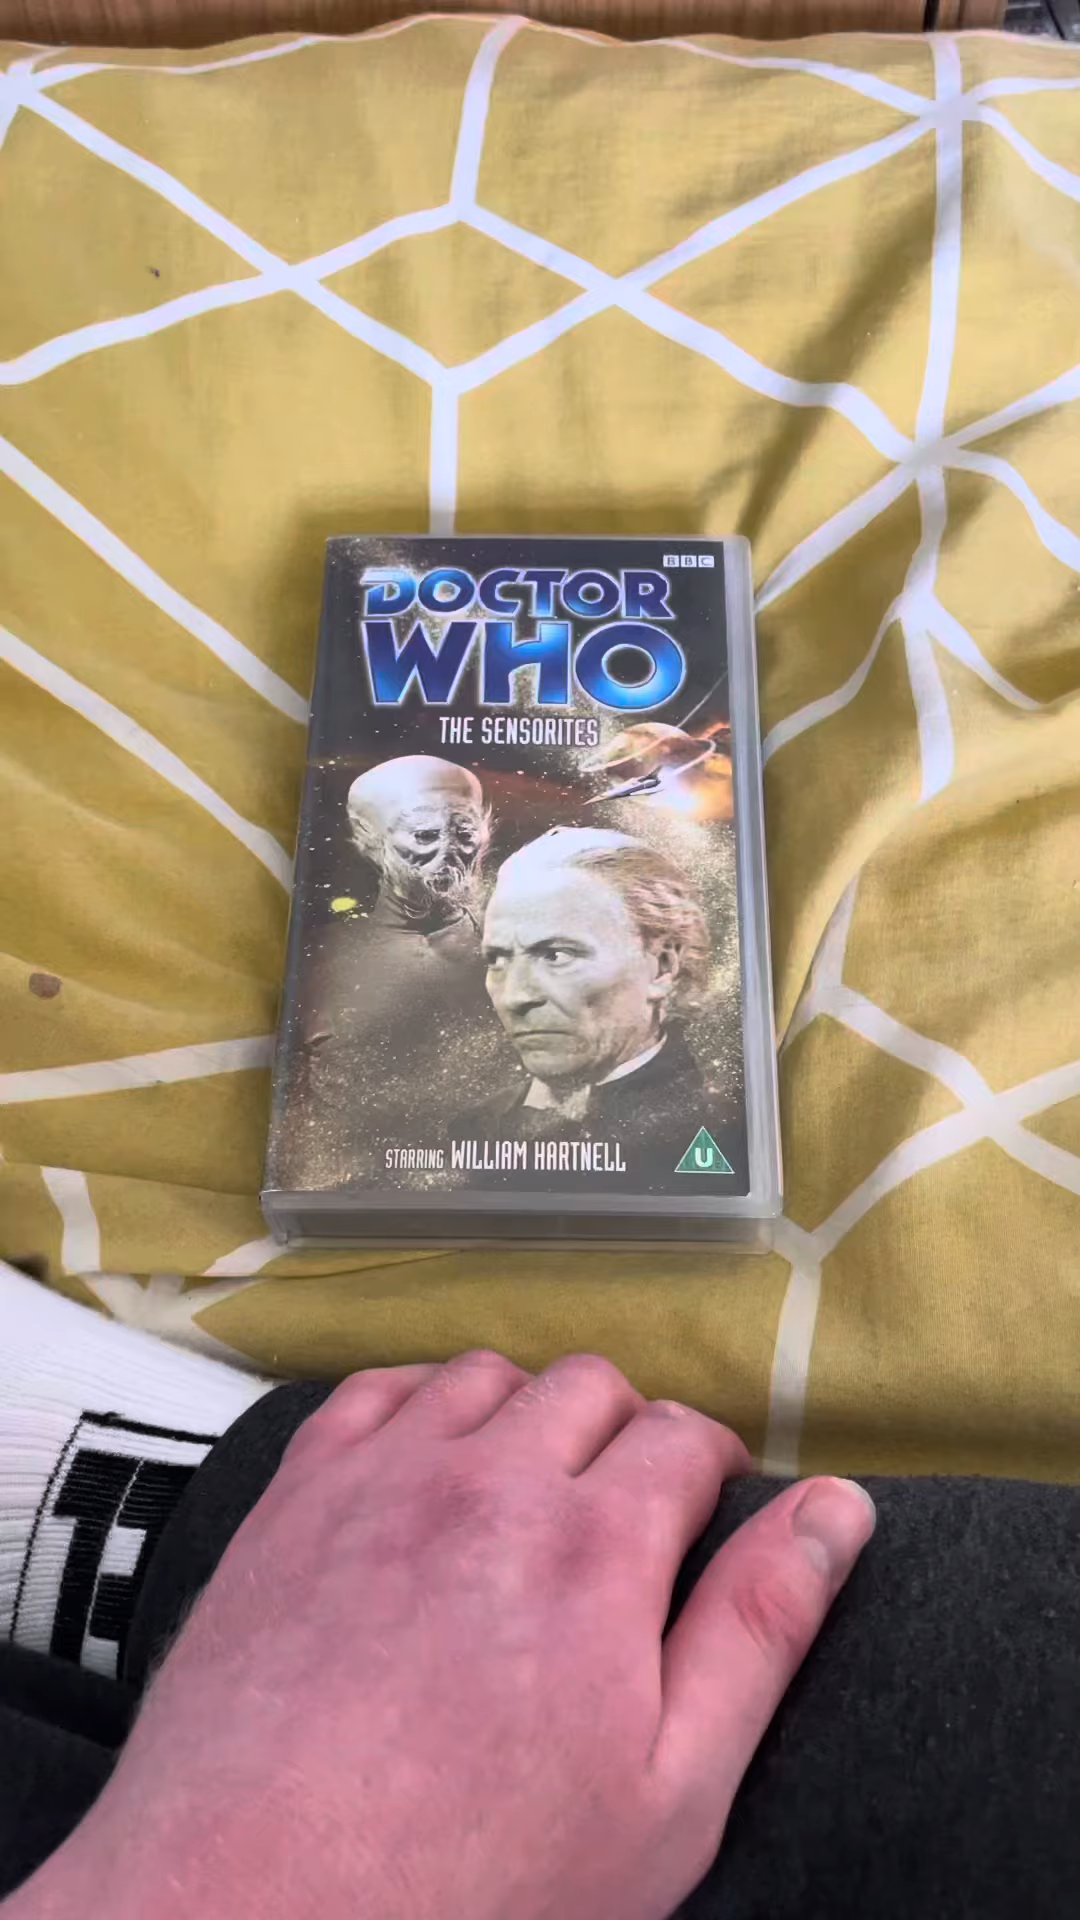 BBC
DOCTOR
WHO
THE SENSORITES
STARRING WILLIAM HARTNELL
U